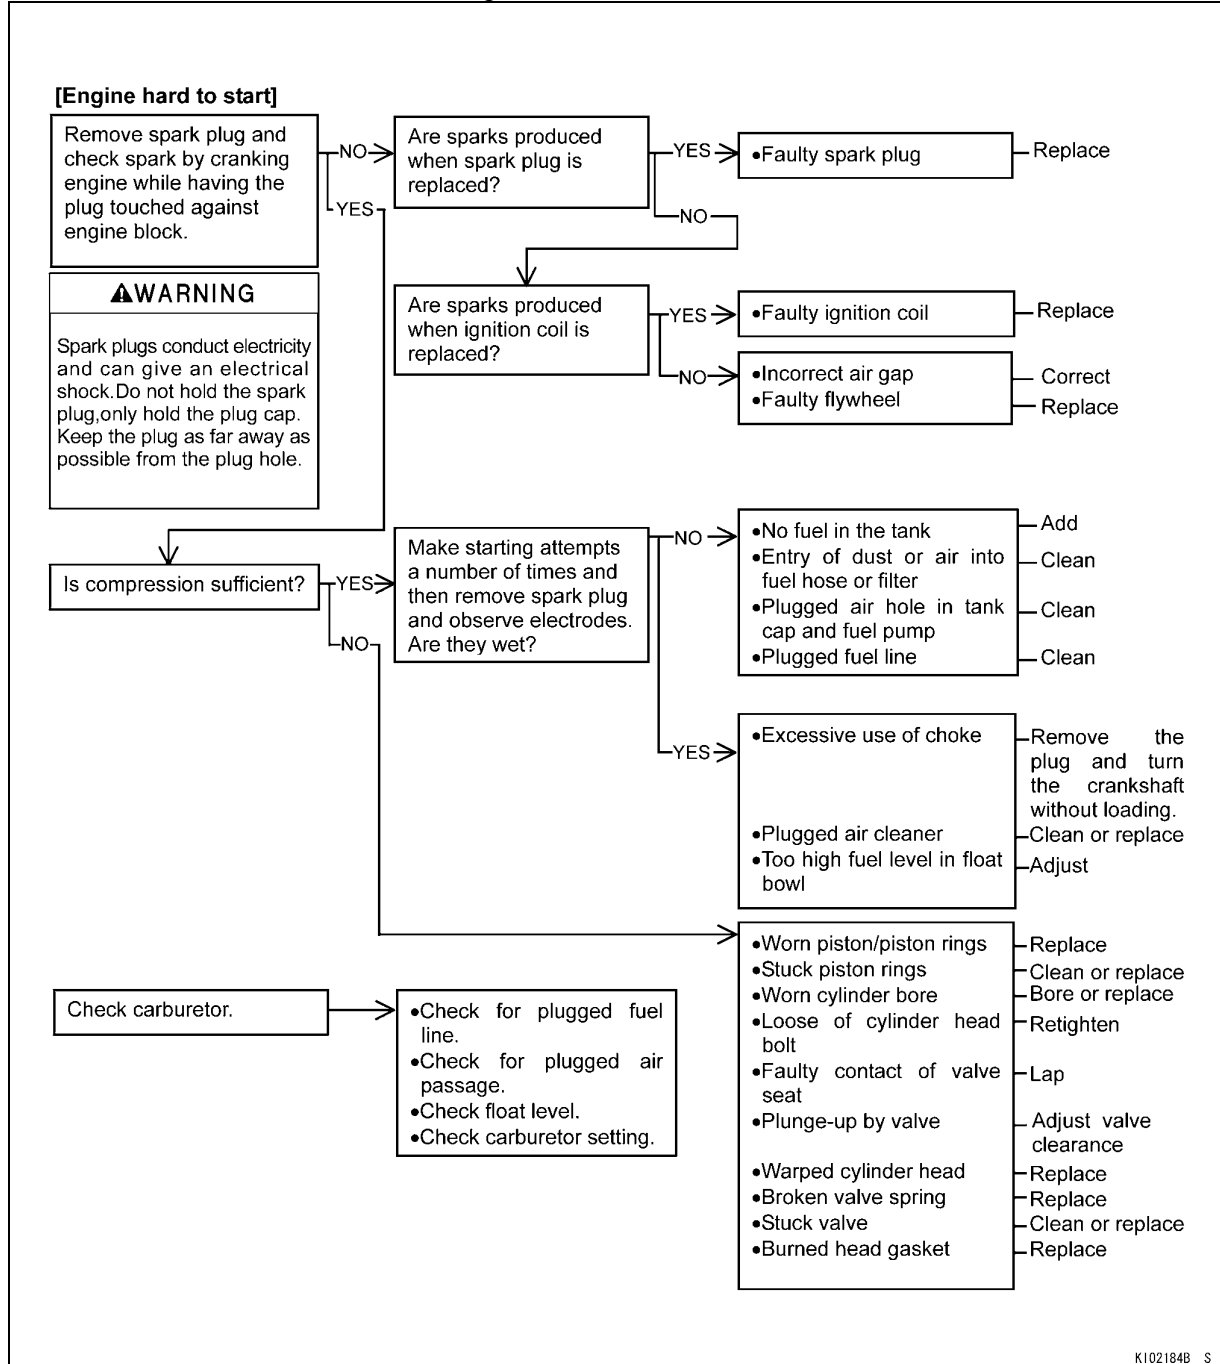 [Engine hard to start]
Remove spark plug and
check spark by cranking
engine while having the
plug touched against
engine block.
NO
YES
Are sparks produced
when spark plug is
replaced?
YES
NO
•Faulty spark plug
Replace
⚠WARNING
Spark plugs conduct electricity
and can give an electrical
shock.Do not hold the spark
plug,only hold the plug cap.
Keep the plug as far away as
possible from the plug hole.
Are sparks produced
when ignition coil is
replaced?
YES
NO
•Faulty ignition coil
Replace
•Incorrect air gap
Correct
•Faulty flywheel
Replace
Is compression sufficient?
YES
NO
Make starting attempts
a number of times and
then remove spark plug
and observe electrodes.
Are they wet?
NO
YES
•No fuel in the tank
Add
•Entry of dust or air into
fuel hose or filter
Clean
•Plugged air hole in tank
cap and fuel pump
Clean
•Plugged fuel line
Clean
•Excessive use of choke
Remove the
plug and turn
the crankshaft
without loading.
•Plugged air cleaner
Clean or replace
•Too high fuel level in float
bowl
Adjust
•Worn piston/piston rings
Replace
•Stuck piston rings
Clean or replace
•Worn cylinder bore
Bore or replace
•Loose of cylinder head
bolt
Retighten
•Faulty contact of valve
seat
Lap
•Plunge-up by valve
Adjust valve
clearance
•Warped cylinder head
Replace
•Broken valve spring
Replace
•Stuck valve
Clean or replace
•Burned head gasket
Replace
Check carburetor.
•Check for plugged fuel
line.
•Check for plugged air
passage.
•Check float level.
•Check carburetor setting.
KI02184B S